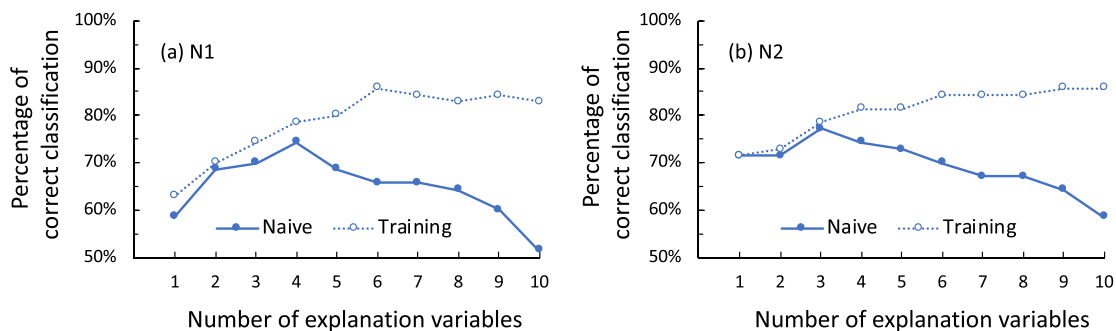 Percentage of
correct classification
100%
90%
80%
70%
60%
50%
(a) N1
Naive
Training
1 2 3 4 5 6 7 8 9 10
Number of explanation variables
Percentage of
correct classification
100%
90%
80%
70%
60%
50%
(b) N2
Naive
Training
1 2 3 4 5 6 7 8 9 10
Number of explanation variables